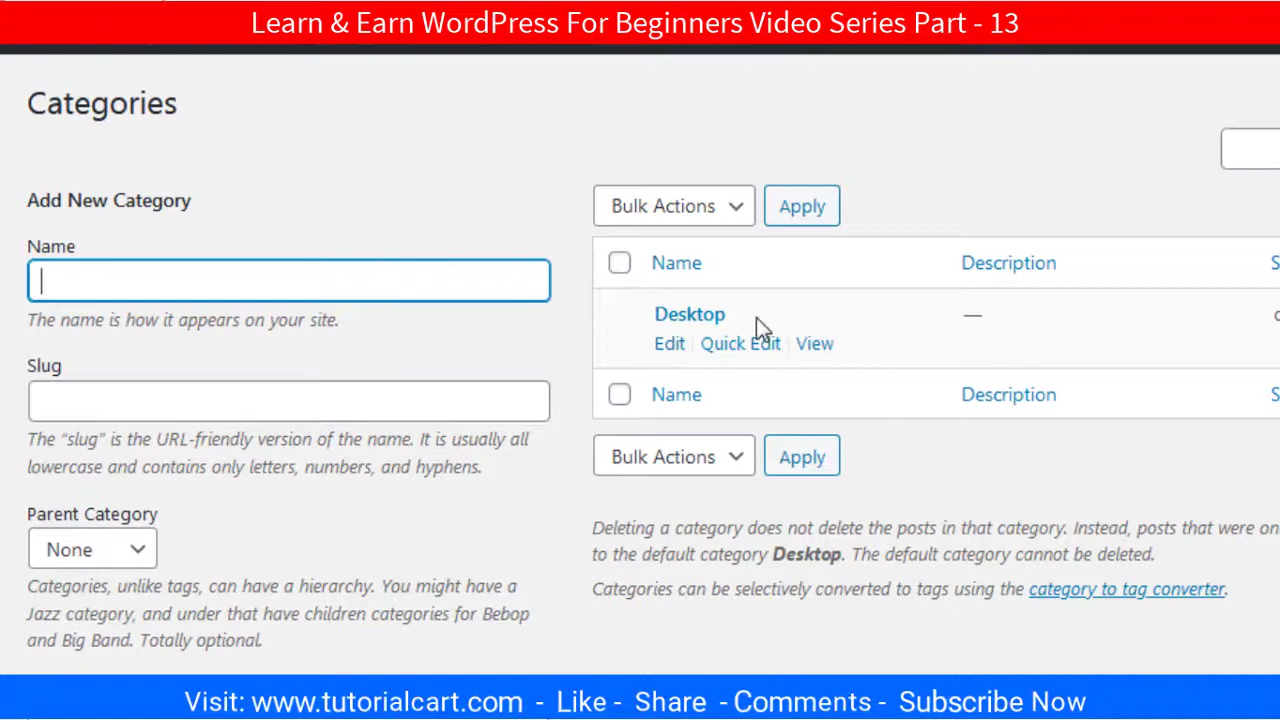 Learn & Earn WordPress For Beginners Video Series Part - 13
Categories
Add New Category
Name
The name is how it appears on your site.
Slug
The “slug” is the URL-friendly version of the name. It is usually all
lowercase and contains only letters, numbers, and hyphens.
Parent Category
None
Categories, unlike tags, can have a hierarchy. You might have a
Jazz category, and under that have children categories for Bebop
and Big Band. Totally optional.
Bulk Actions Apply
Name Description S
Desktop —
Edit | Quick Edit | View
Name Description S
Bulk Actions Apply
Deleting a category does not delete the posts in that category. Instead, posts that were on
to the default category Desktop. The default category cannot be deleted.
Categories can be selectively converted to tags using the category to tag converter.
Visit: www.tutorialcart.com - Like - Share - Comments - Subscribe Now